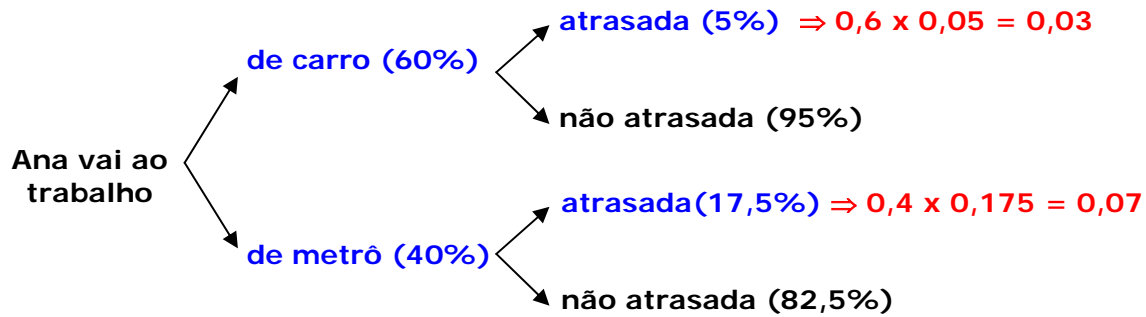 atrasada (5%) ⇒ 0,6 x 0,05 = 0,03
de carro (60%)
não atrasada (95%)
Ana vai ao
trabalho
atrasada(17,5%) ⇒ 0,4 x 0,175 = 0,07
de metrô (40%)
não atrasada (82,5%)